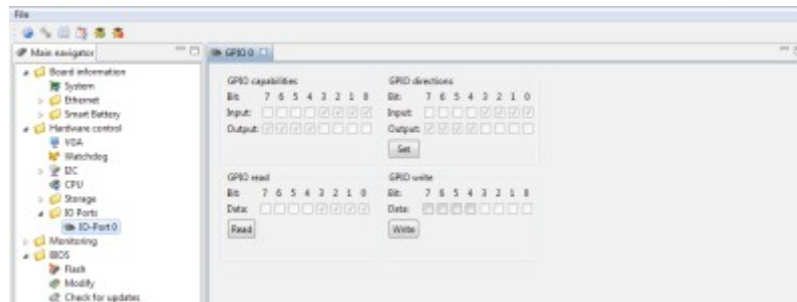 File
Main navigator
Board information
System
Ethernet
Smart Battery
Hardware control
VGA
Watchdog
I2C
CPU
Storage
IO Ports
IO-Port 0
Monitoring
BIOS
Flash
Modify
Check for updates
GPIO 0
GPIO capabilities
Bit: 7 6 5 4 3 2 1 0
Input:
Output:
GPIO directions
Bit: 7 6 5 4 3 2 1 0
Input:
Output:
Set
GPIO read
Bit: 7 6 5 4 3 2 1 0
Data:
Read
GPIO write
Bit: 7 6 5 4 3 2 1 0
Data:
Write